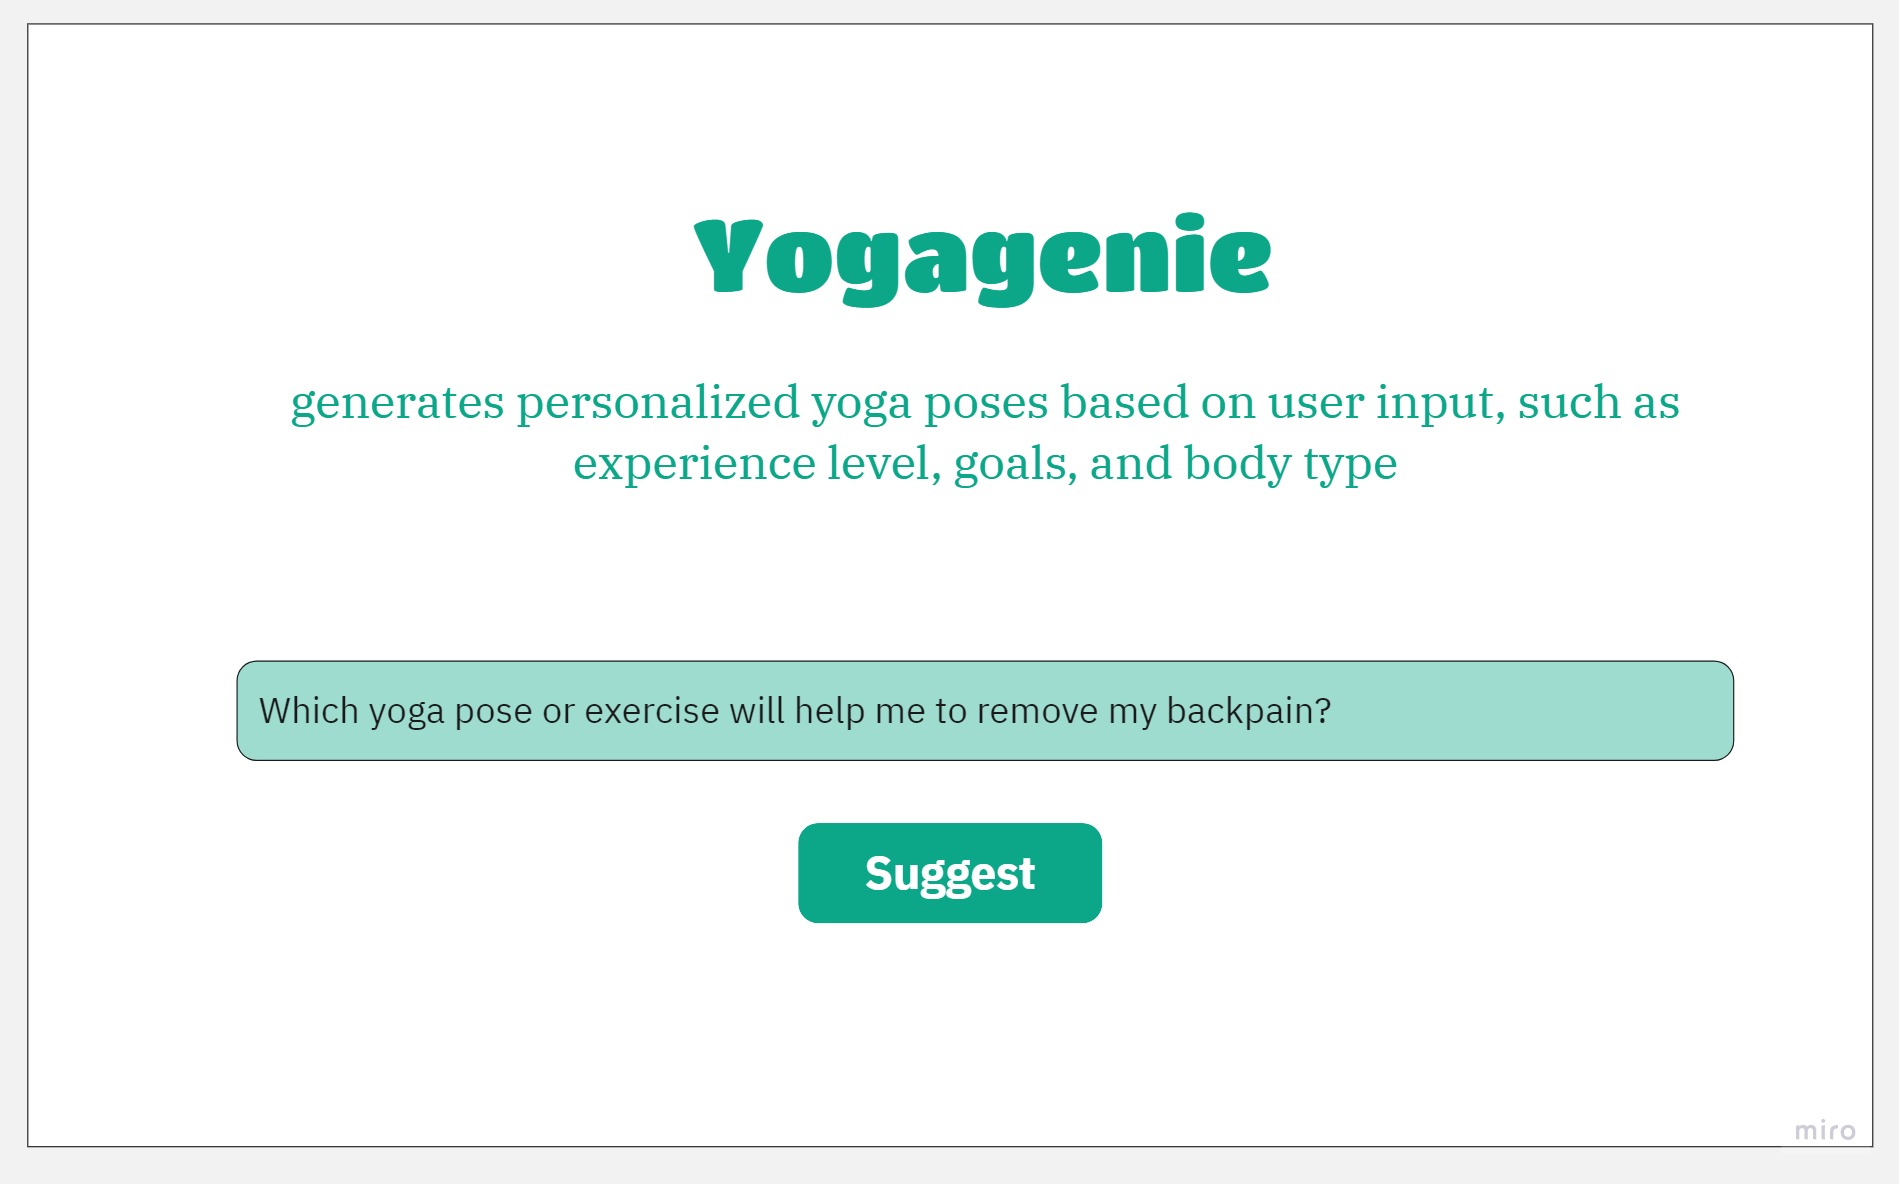 Yogagenie
generates personalized yoga poses based on user input, such as
experience level, goals, and body type
Which yoga pose or exercise will help me to remove my backpain?
Suggest
miro